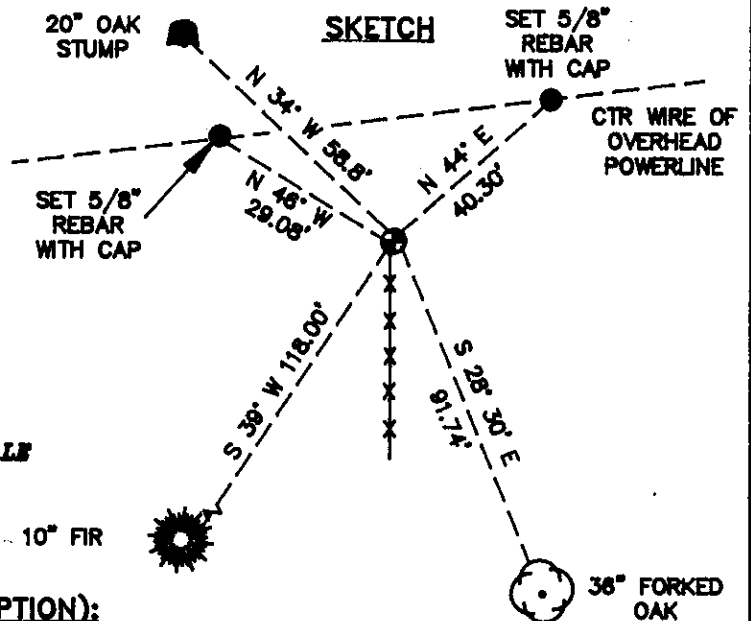 20" OAK
STUMP
SKETCH
SET 5/8"
REBAR
WITH CAP
CTR WIRE OF
OVERHEAD
POWERLINE
N 34° W 58.8'
N 44° E
40.30'
SET 5/8"
REBAR
WITH CAP
N 46° W
29.08'
S 39° W 118.00'
S 28° 30' E
91.74'
LE
10" FIR
36" FORKED
OAK
PTION):